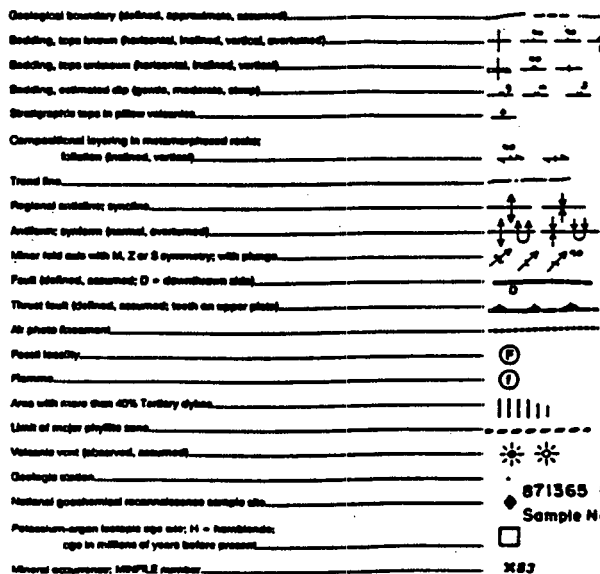 Geological boundary (defined, approximate, assumed)
Bedding, tops known (horizontal, inclined, vertical, overturned)
Bedding, tops unknown (horizontal, inclined, vertical)
Bedding, estimated dip (gentle, moderate, steep)
Stratigraphic tops in pillow volcanics
Compositional layering in metamorphosed rocks;
foliation (inclined, vertical)
Trend line
Regional anticline; syncline
Antiform; synform (normal, overturned)
Minor fold axis with M, Z or S symmetry; with plunge
Fault (defined, assumed; D = downthrown side)
D
Thrust fault (defined, assumed; teeth on upper plate)
Air photo lineament
Fossil locality F
Fiamme f
Area with more than 40% Tertiary dykes
Limit of major phyllite zone
Volcanic vent (observed, assumed)
Geologic station
National geochemical reconnaissance sample site 871365
Sample N
Potassium-argon isotopic age site; H = hornblende;
age in millions of years before present
Mineral occurrence; MINFILE number ×83